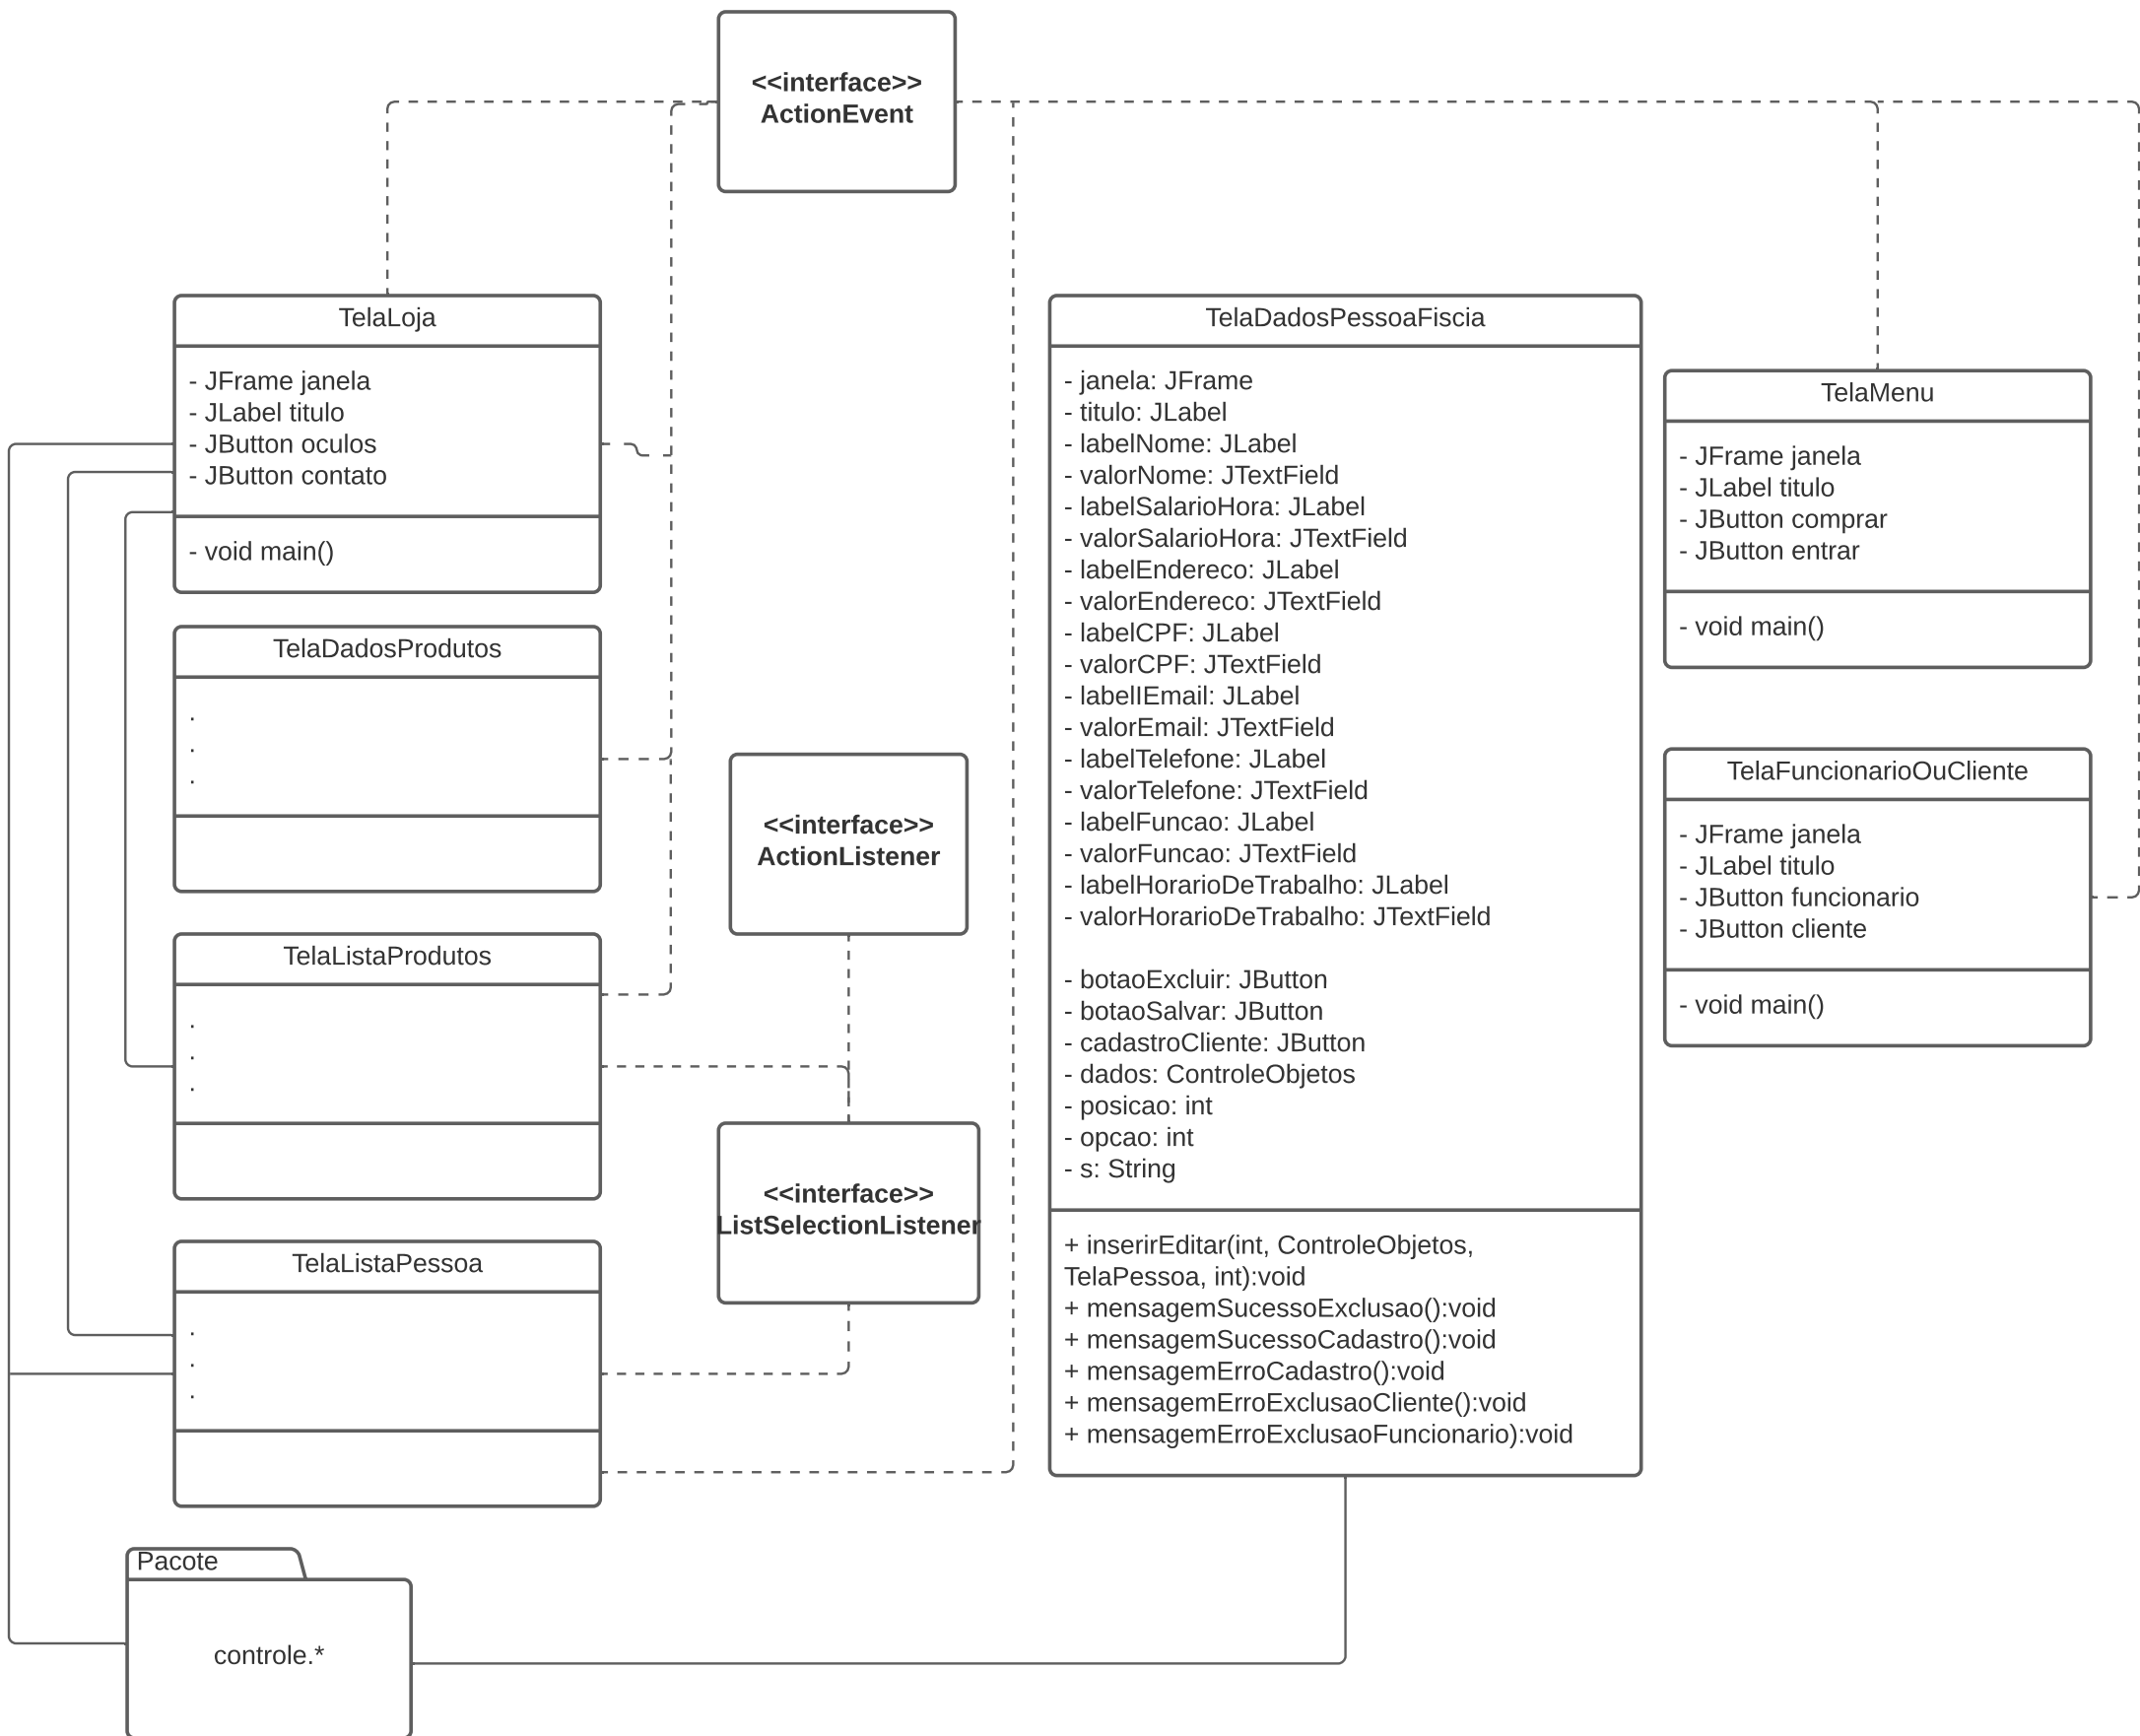 <<interface>>
ActionEvent
TelaLoja
- JFrame janela
- JLabel titulo
- JButton oculos
- JButton contato
- void main()
TelaDadosProdutos
.
.
.
TelaListaProdutos
.
.
.
TelaListaPessoa
.
.
.
Pacote
controle.*
<<interface>>
ActionListener
<<interface>>
ListSelectionListener
TelaDadosPessoaFiscia
- janela: JFrame
- titulo: JLabel
- labelNome: JLabel
- valorNome: JTextField
- labelSalarioHora: JLabel
- valorSalarioHora: JTextField
- labelEndereco: JLabel
- valorEndereco: JTextField
- labelCPF: JLabel
- valorCPF: JTextField
- labelIEmail: JLabel
- valorEmail: JTextField
- labelTelefone: JLabel
- valorTelefone: JTextField
- labelFuncao: JLabel
- valorFuncao: JTextField
- labelHorarioDeTrabalho: JLabel
- valorHorarioDeTrabalho: JTextField
- botaoExcluir: JButton
- botaoSalvar: JButton
- cadastroCliente: JButton
- dados: ControleObjetos
- posicao: int
- opcao: int
- s: String
+ inserirEditar(int, ControleObjetos,
TelaPessoa, int):void
+ mensagemSucessoExclusao():void
+ mensagemSucessoCadastro():void
+ mensagemErroCadastro():void
+ mensagemErroExclusaoCliente():void
+ mensagemErroExclusaoFuncionario):void
TelaMenu
- JFrame janela
- JLabel titulo
- JButton comprar
- JButton entrar
- void main()
TelaFuncionarioOuCliente
- JFrame janela
- JLabel titulo
- JButton funcionario
- JButton cliente
- void main()